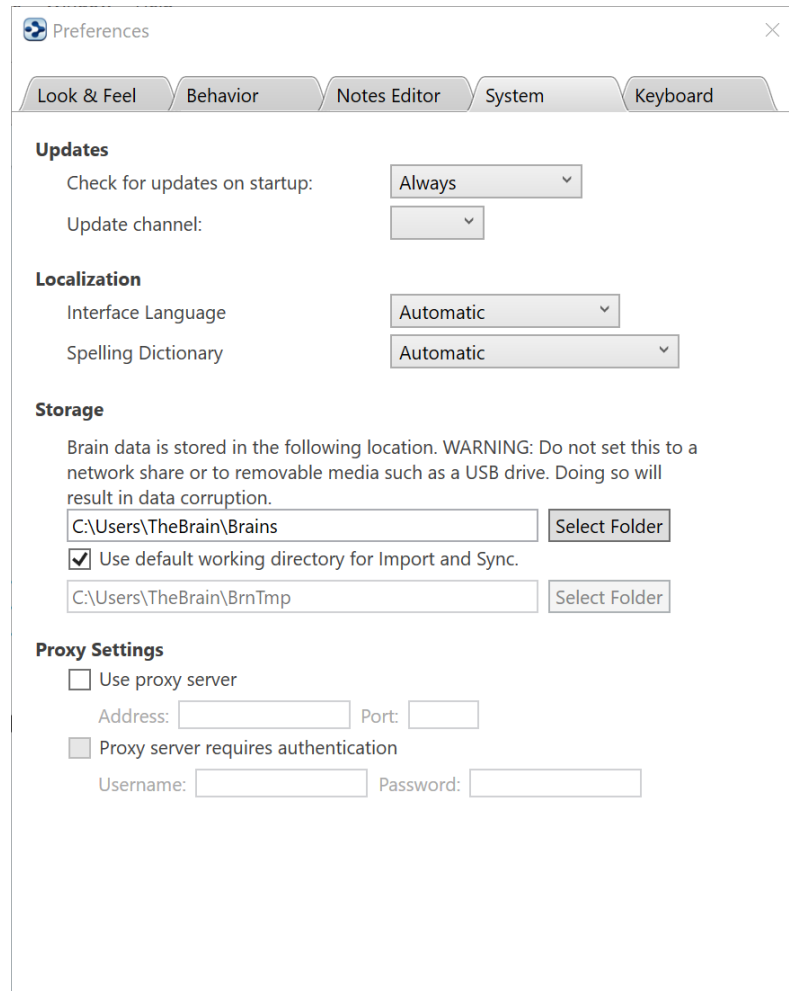 Preferences
Look & Feel Behavior Notes Editor System Keyboard
Updates
Check for updates on startup: Always
Update channel:
Localization
Interface Language Automatic
Spelling Dictionary Automatic
Storage
Brain data is stored in the following location. WARNING: Do not set this to a
network share or to removable media such as a USB drive. Doing so will
result in data corruption.
C:\Users\TheBrain\Brains Select Folder
Use default working directory for Import and Sync.
C:\Users\TheBrain\BrnTmp Select Folder
Proxy Settings
Use proxy server
Address: Port:
Proxy server requires authentication
Username: Password: